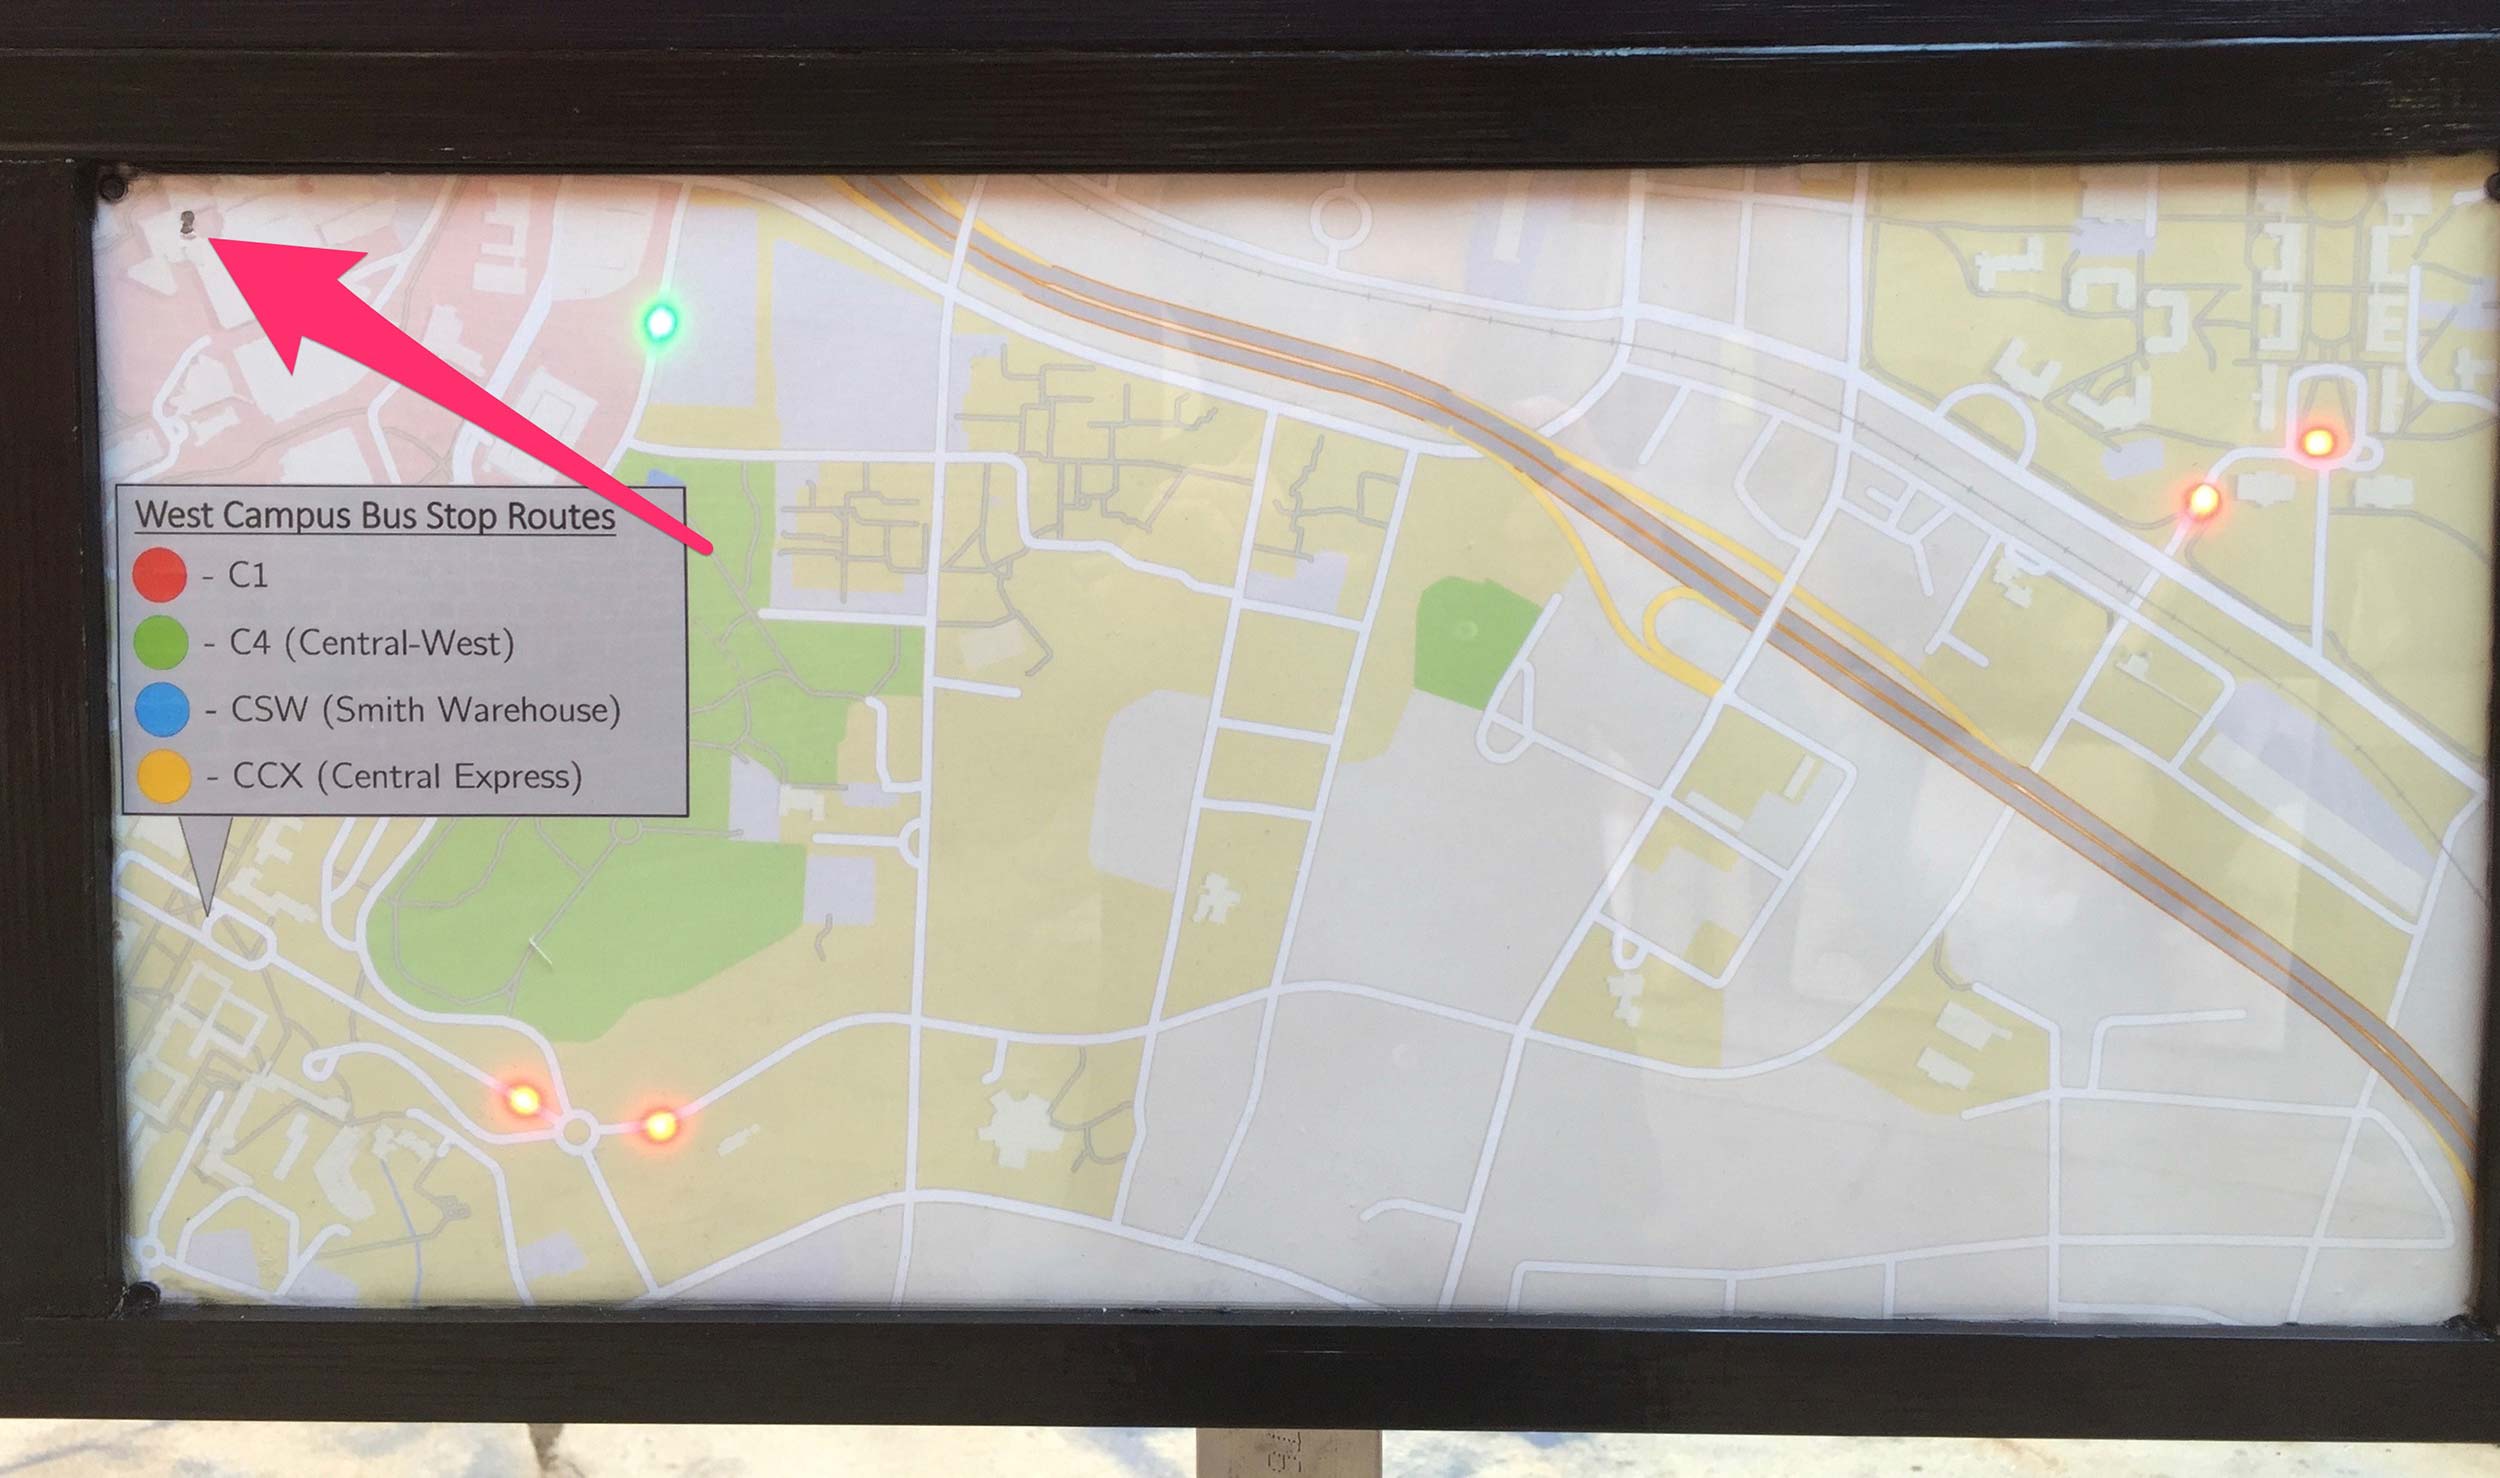 West Campus Bus Stop Routes
- C1
- C4 (Central-West)
- CSW (Smith Warehouse)
- CCX (Central Express)